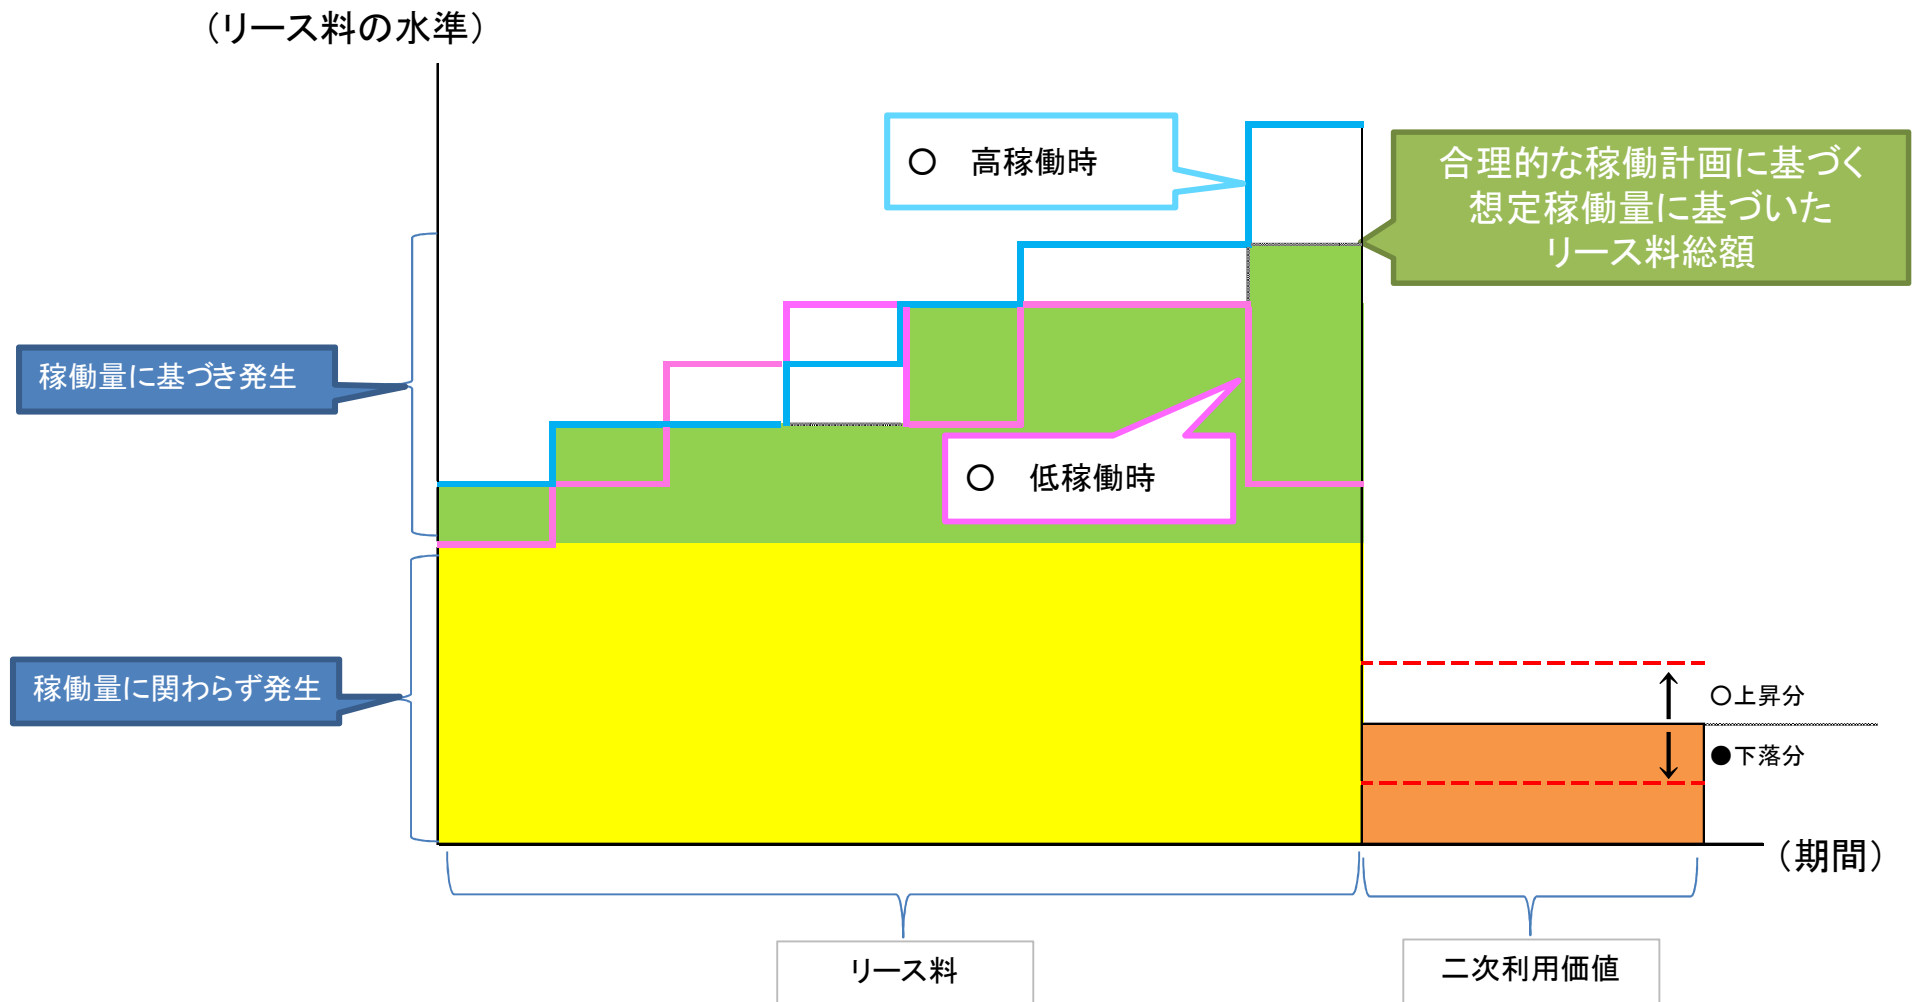 （リース料の水準）
○　高稼働時
合理的な稼働計画に基づく
想定稼働量に基づいた
リース料総額
稼働量に基づき発生
○　低稼働時
稼働量に関わらず発生
○上昇分
●下落分
（期間）
リース料
二次利用価値